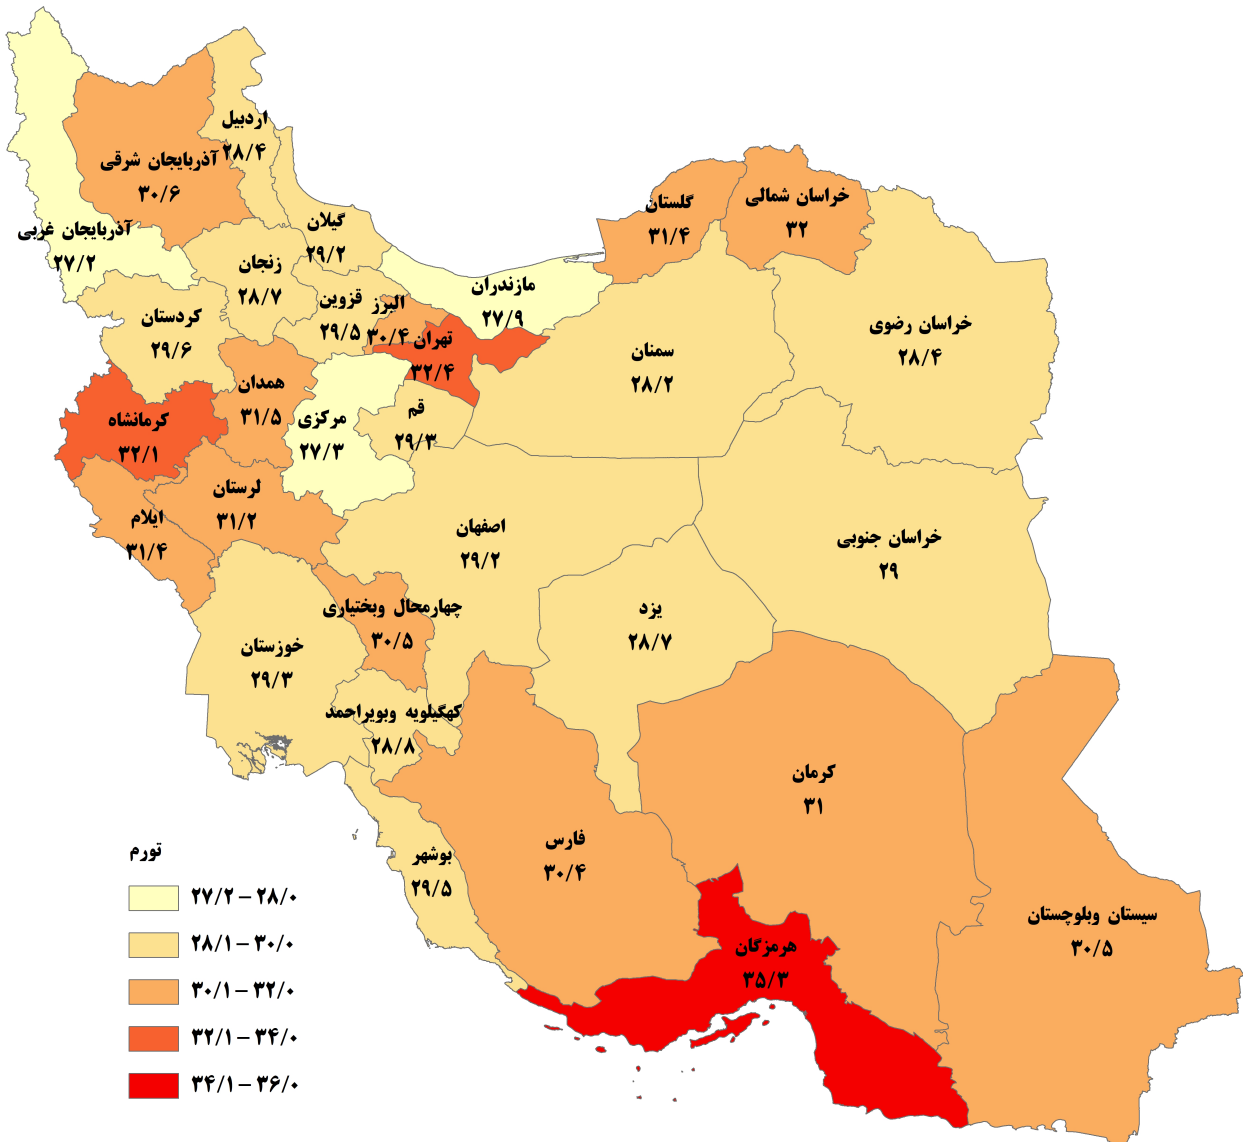 اردبیل
۲۸/۴
آذربایجان شرقی
۳۰/۶
آذربایجان غربی
۲۷/۲
گیلان
۲۹/۲
زنجان
۲۸/۷
کردستان
۲۹/۶
قزوین
۲۹/۵
البرز
۳۰/۴
مازندران
۲۷/۹
تهران
۳۲/۴
گلستان
۳۱/۴
خراسان شمالی
۳۲
خراسان رضوی
۲۸/۴
سمنان
۲۸/۲
همدان
۳۱/۵
کرمانشاه
۳۲/۱
مرکزی
۲۷/۳
قم
۲۹/۳
لرستان
۳۱/۲
ایلام
۳۱/۴
اصفهان
۲۹/۲
خراسان جنوبی
۲۹
یزد
۲۸/۷
چهارمحال وبختیاری
۳۰/۵
خوزستان
۲۹/۳
کهگیلویه وبویراحمد
۲۸/۸
کرمان
۳۱
فارس
۳۰/۴
بوشهر
۲۹/۵
سیستان وبلوچستان
۳۰/۵
هرمزگان
۳۵/۳
تورم
۲۷/۲ – ۲۸/۰
۲۸/۱ – ۳۰/۰
۳۰/۱ – ۳۲/۰
۳۲/۱ – ۳۴/۰
۳۴/۱ – ۳۶/۰